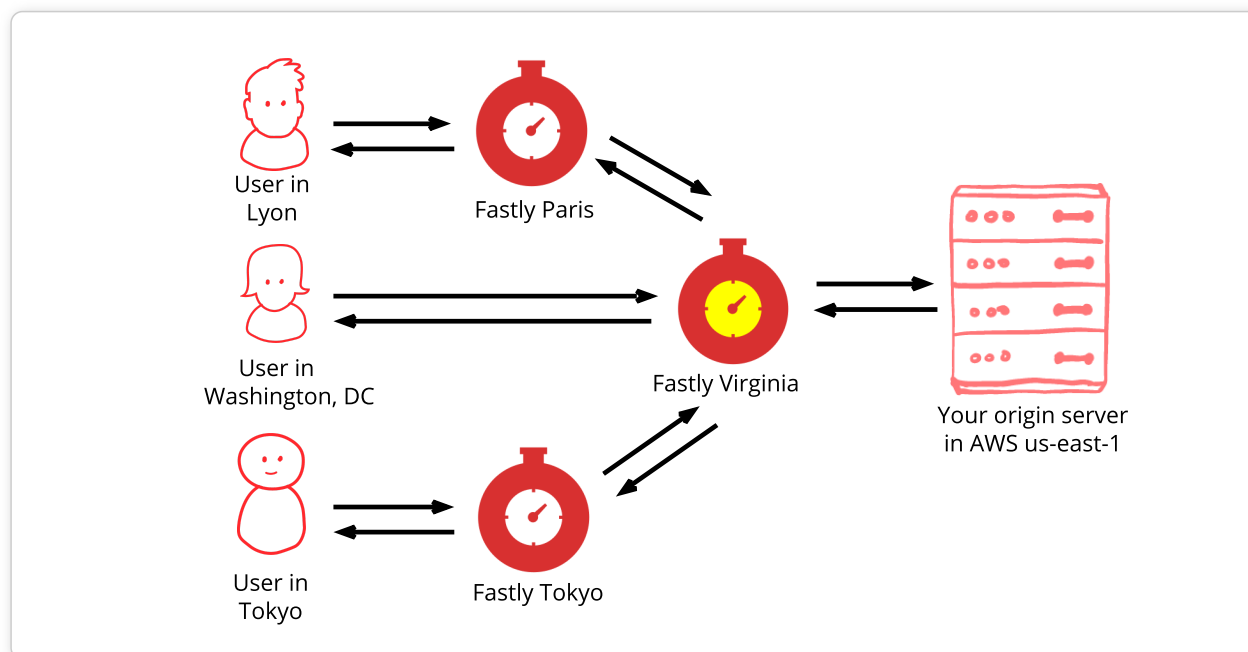 User in
Lyon
Fastly Paris
User in
Washington, DC
Fastly Virginia
Your origin server
in AWS us-east-1
User in
Tokyo
Fastly Tokyo